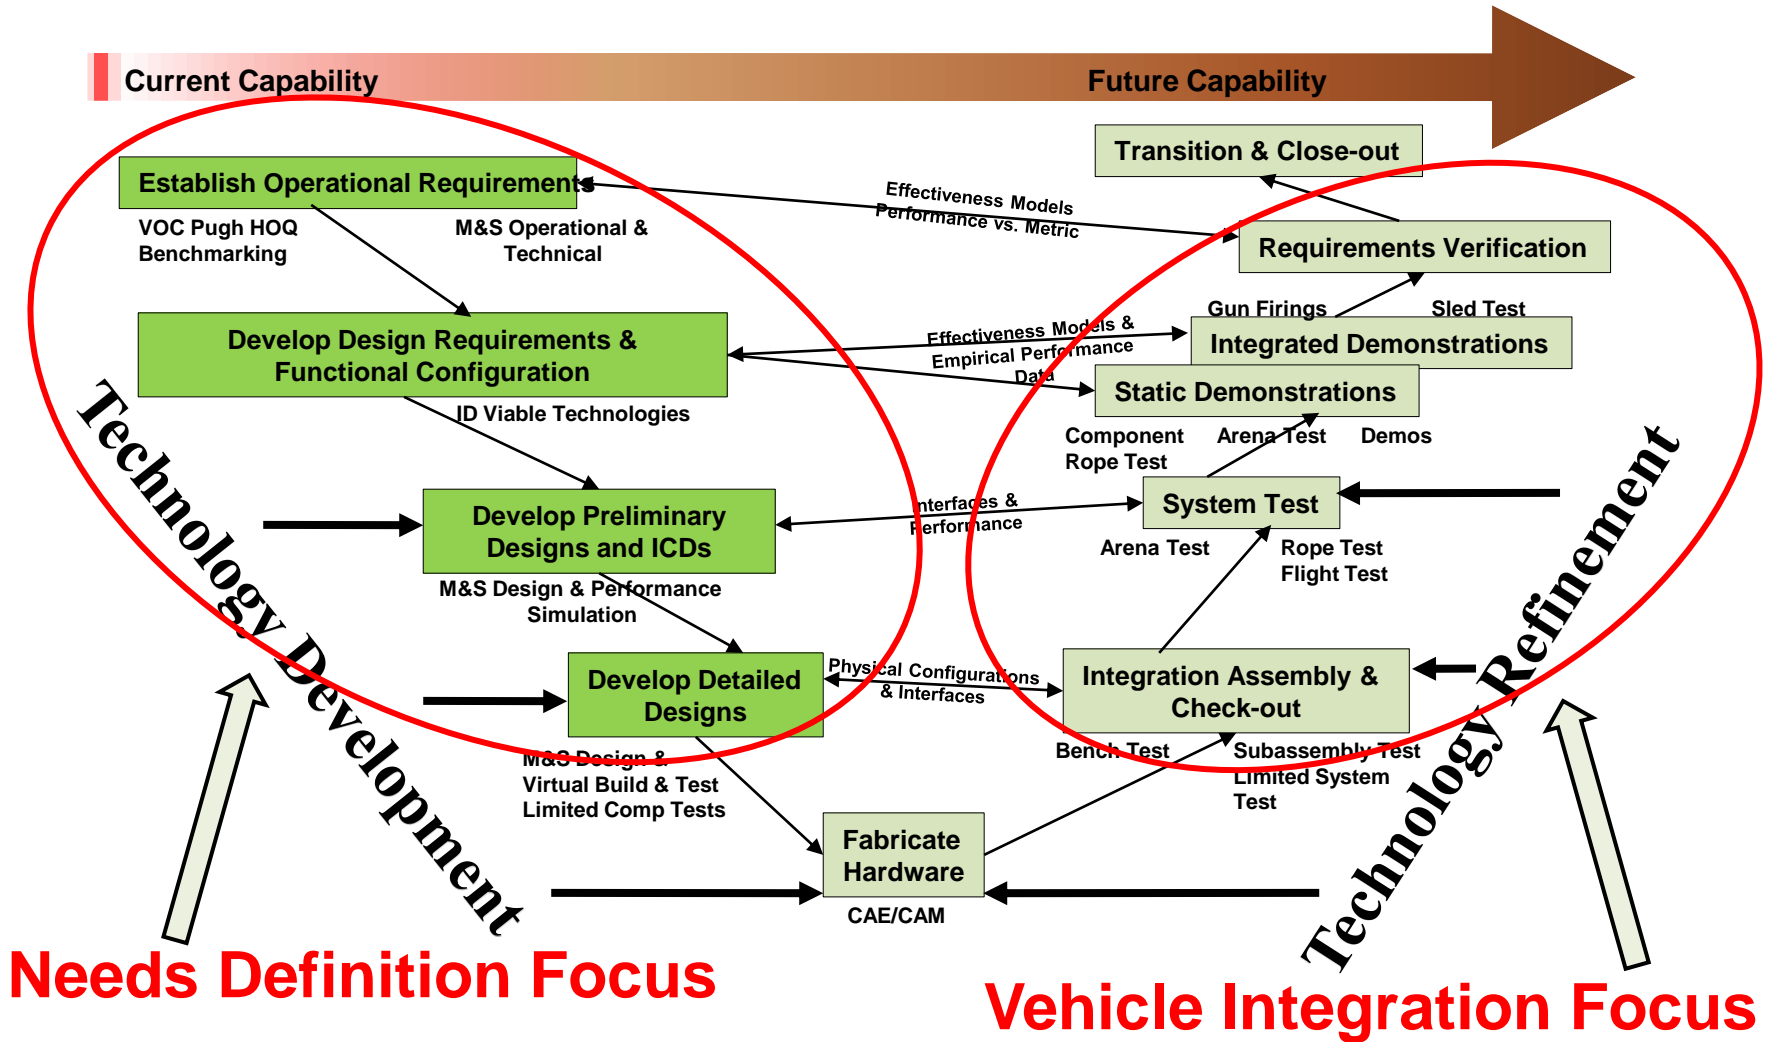 Current Capability
Future Capability
Transition & Close-out
Establish Operational Requirements
VOC Pugh HOQ
Benchmarking
M&S Operational &
Technical
Effectiveness Models
Performance vs. Metric
Requirements Verification
Gun Firings
Sled Test
Develop Design Requirements &
Functional Configuration
Effectiveness Models &
Empirical Performance
Data
Integrated Demonstrations
Static Demonstrations
ID Viable Technologies
Component
Rope Test
Arena Test
Demos
Develop Preliminary
Designs and ICDs
Interfaces &
Performance
System Test
Arena Test
Rope Test
Flight Test
M&S Design & Performance
Simulation
Develop Detailed
Designs
Physical Configurations
& Interfaces
Integration Assembly &
Check-out
M&S Design &
Virtual Build & Test
Limited Comp Tests
Bench Test
Subassembly Test
Limited System
Test
Fabricate
Hardware
CAE/CAM
Technology Development
Technology Refinement
Needs Definition Focus
Vehicle Integration Focus